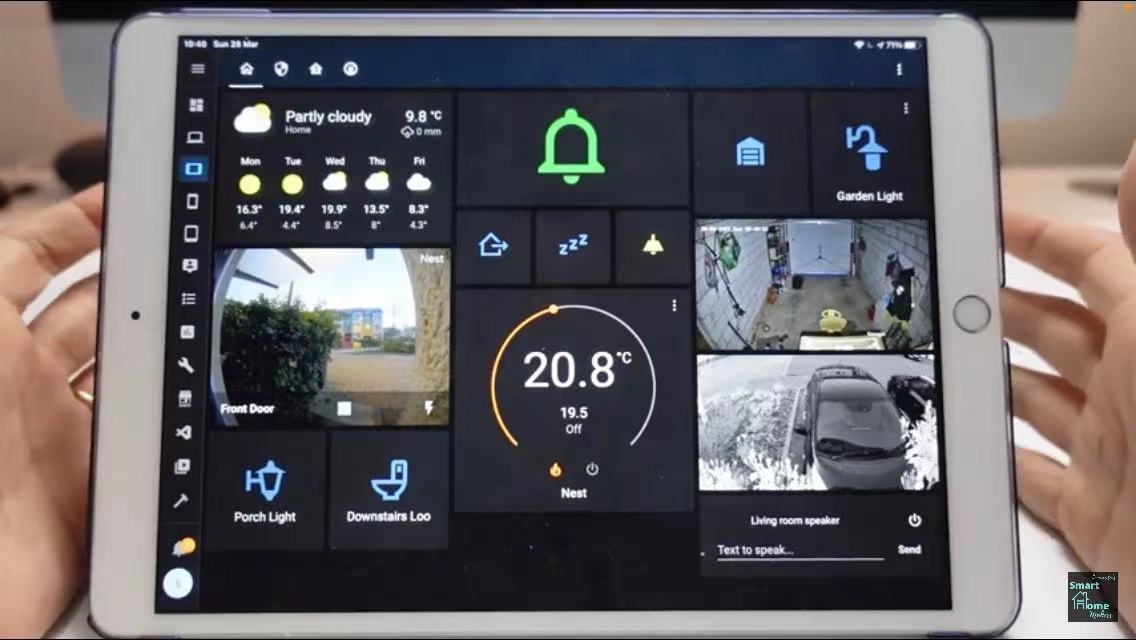 19:40 Sun 28 Mar
71%
Partly cloudy
Home
9.8 °C
0 mm
Mon Tue Wed Thu Fri
16.3° 19.4° 19.9° 13.5° 8.3°
6.4° 4.4° 8.5° 8° 4.3°
zzz
Garden Light
Nest
Front Door
20.8 °C
19.5
Off
Nest
Porch Light
Downstairs Loo
Living room speaker
Text to speak...
Send
Smart
Home